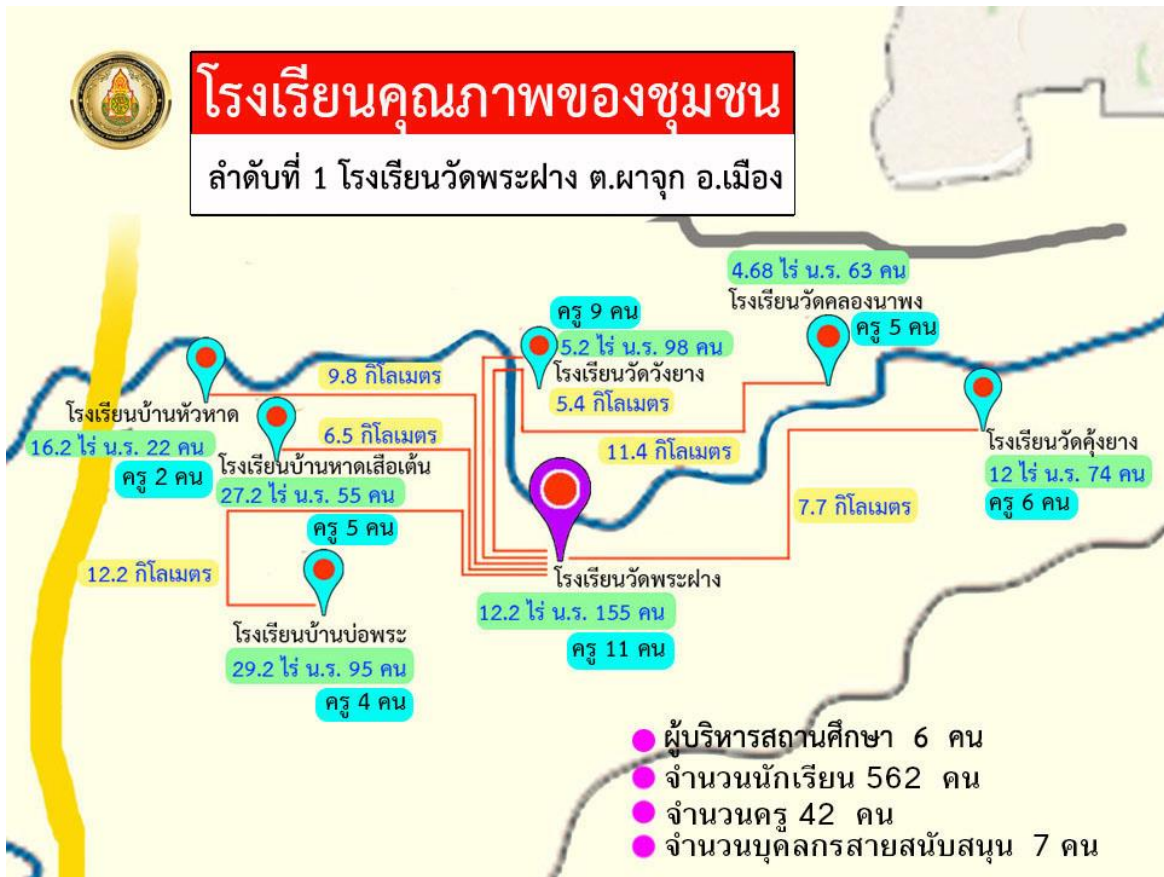 โรงเรียนคุณภาพของชุมชน
ลำดับที่ 1 โรงเรียนวัดพระฝาง ต.ผาจุก อ.เมือง
4.68 ไร่ น.ร. 63 คน
โรงเรียนวัดคลองนาพง
ครู 5 คน
ครู 9 คน
5.2 ไร่ น.ร. 98 คน
โรงเรียนวัดวังยาง
5.4 กิโลเมตร
9.8 กิโลเมตร
โรงเรียนบ้านหัวหาด
16.2 ไร่ น.ร. 22 คน
ครู 2 คน
6.5 กิโลเมตร
โรงเรียนบ้านหาดเสือเต้น
27.2 ไร่ น.ร. 55 คน
ครู 5 คน
11.4 กิโลเมตร
โรงเรียนวัดคุ้งยาง
12 ไร่ น.ร. 74 คน
ครู 6 คน
7.7 กิโลเมตร
12.2 กิโลเมตร
โรงเรียนวัดพระฝาง
12.2 ไร่ น.ร. 155 คน
ครู 11 คน
โรงเรียนบ้านบ่อพระ
29.2 ไร่ น.ร. 95 คน
ครู 4 คน
ผู้บริหารสถานศึกษา 6 คน
จำนวนนักเรียน 562 คน
จำนวนครู 42 คน
จำนวนบุคลกรสายสนับสนุน 7 คน